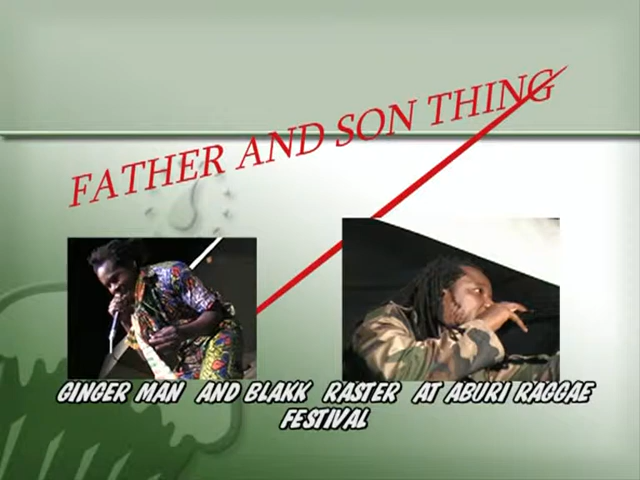 FATHER AND SON THING
GINGER MAN AND BLAKK RASTER AT ABURI RAGGAE
FESTIVAL